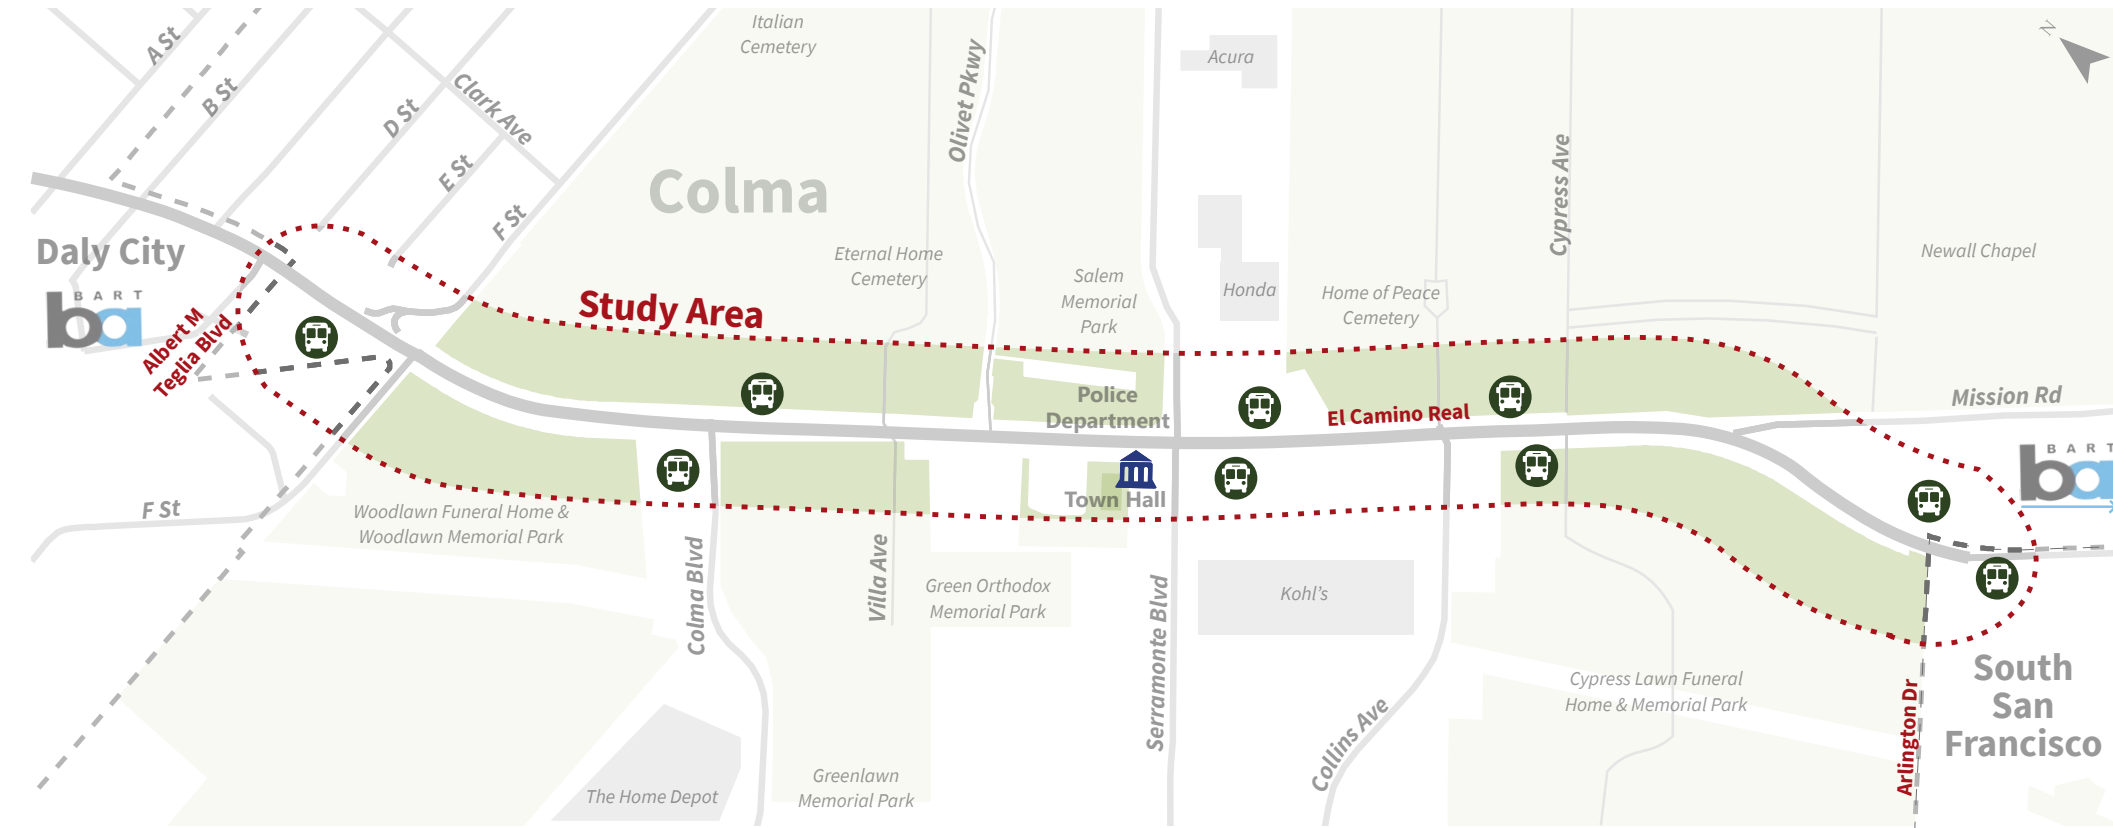 Italian
Cemetery
N
A St
B St
Clark Ave
D St
E St
F St
Olivet Pkwy
Acura
Colma
Cypress Ave
Daly City
BART
ba
Albert M
Teglia Blvd
Study Area
Eternal Home
Cemetery
Salem
Memorial
Park
Honda
Home of Peace
Cemetery
Newall Chapel
Police
Department
El Camino Real
Mission Rd
BART
ba
Town Hall
F St
Woodlawn Funeral Home &
Woodlawn Memorial Park
Colma Blvd
Villa Ave
Green Orthodox
Memorial Park
Serramonte Blvd
Kohl's
Collins Ave
Cypress Lawn Funeral
Home & Memorial Park
Arlington Dr
South
San
Francisco
The Home Depot
Greenlawn
Memorial Park